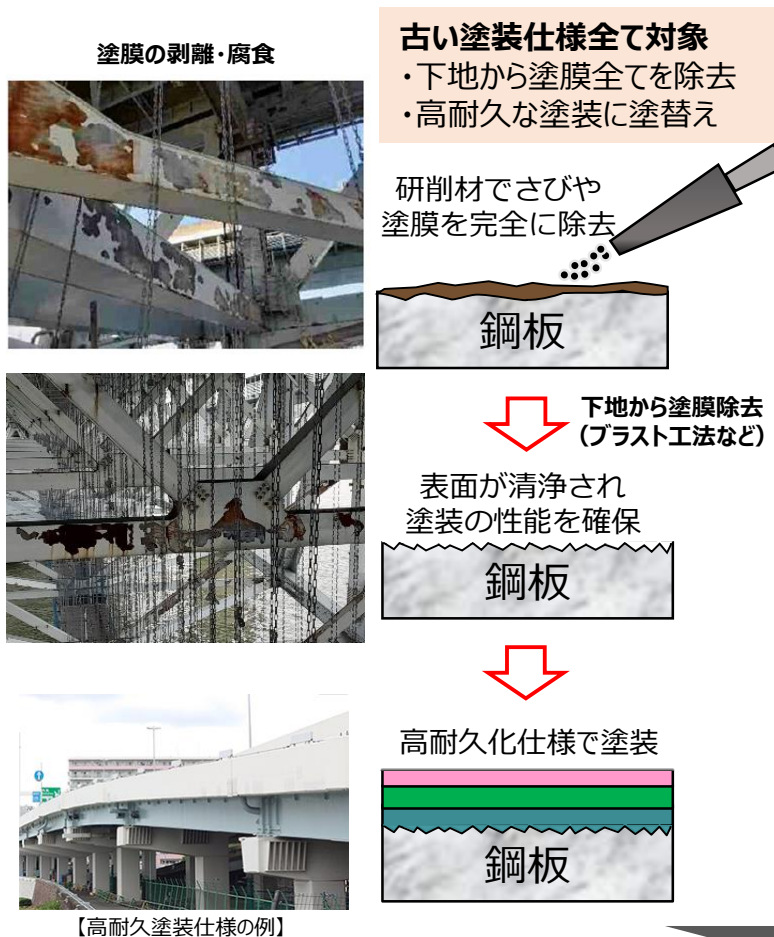 塗膜の剥離・腐食
古い塗装仕様全て対象
・下地から塗膜全てを除去
・高耐久な塗装に塗替え
研削材でさびや
塗膜を完全に除去
鋼板
下地から塗膜除去
（ブラスト工法など）
表面が清浄され
塗装の性能を確保
鋼板
高耐久化仕様で塗装
鋼板
【高耐久塗装仕様の例】